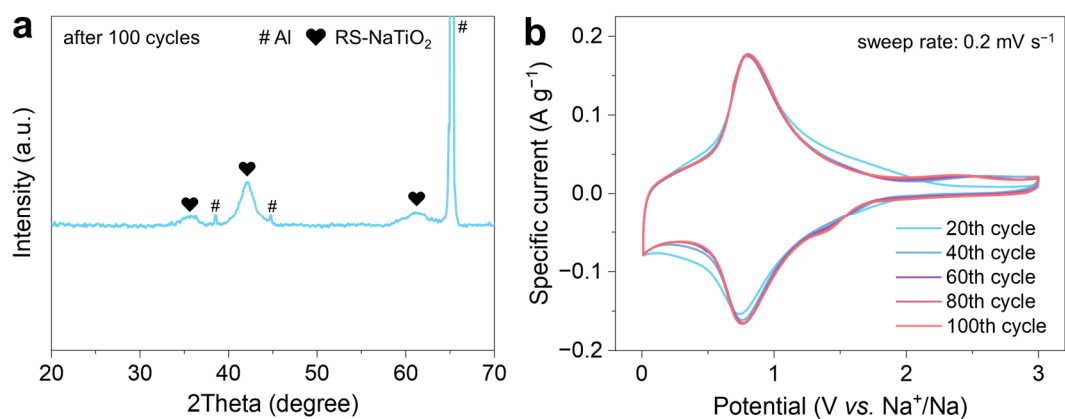 a
after 100 cycles
# Al ♥ RS-NaTiO₂
#
#
#
Intensity (a.u.)
20 30 40 50 60 70
2Theta (degree)
b
sweep rate: 0.2 mV s⁻¹
Specific current (A g⁻¹)
0.2
0.1
0.0
−0.1
−0.2
20th cycle
40th cycle
60th cycle
80th cycle
100th cycle
0 1 2 3
Potential (V vs. Na⁺/Na)